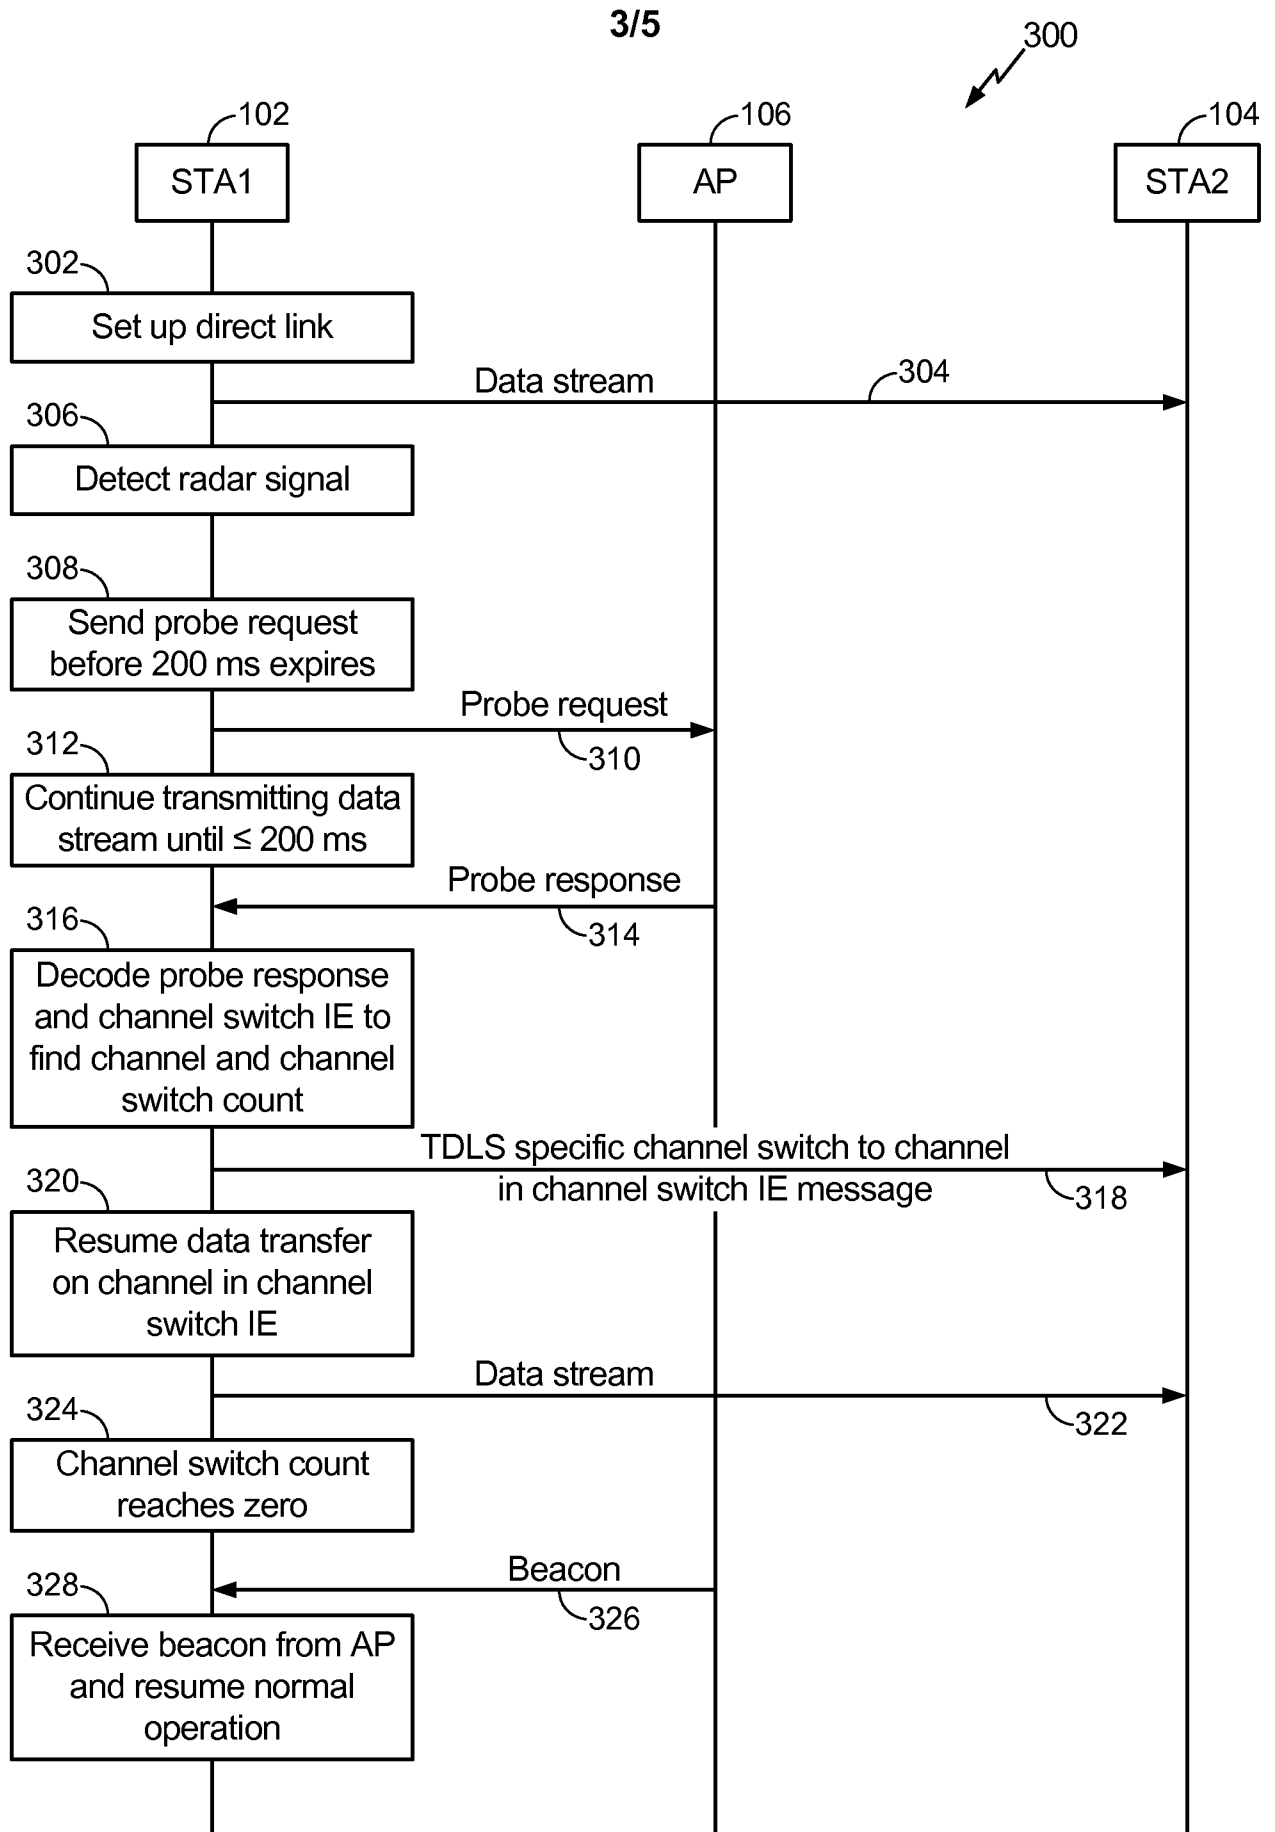 3/5
300
102
106
104
STA1
AP
STA2
302
Set up direct link
Data stream
304
306
Detect radar signal
308
Send probe request
before 200 ms expires
Probe request
310
312
Continue transmitting data
stream until ≤ 200 ms
Probe response
314
316
Decode probe response
and channel switch IE to
find channel and channel
switch count
TDLS specific channel switch to channel
in channel switch IE message
318
320
Resume data transfer
on channel in channel
switch IE
Data stream
322
324
Channel switch count
reaches zero
Beacon
326
328
Receive beacon from AP
and resume normal
operation